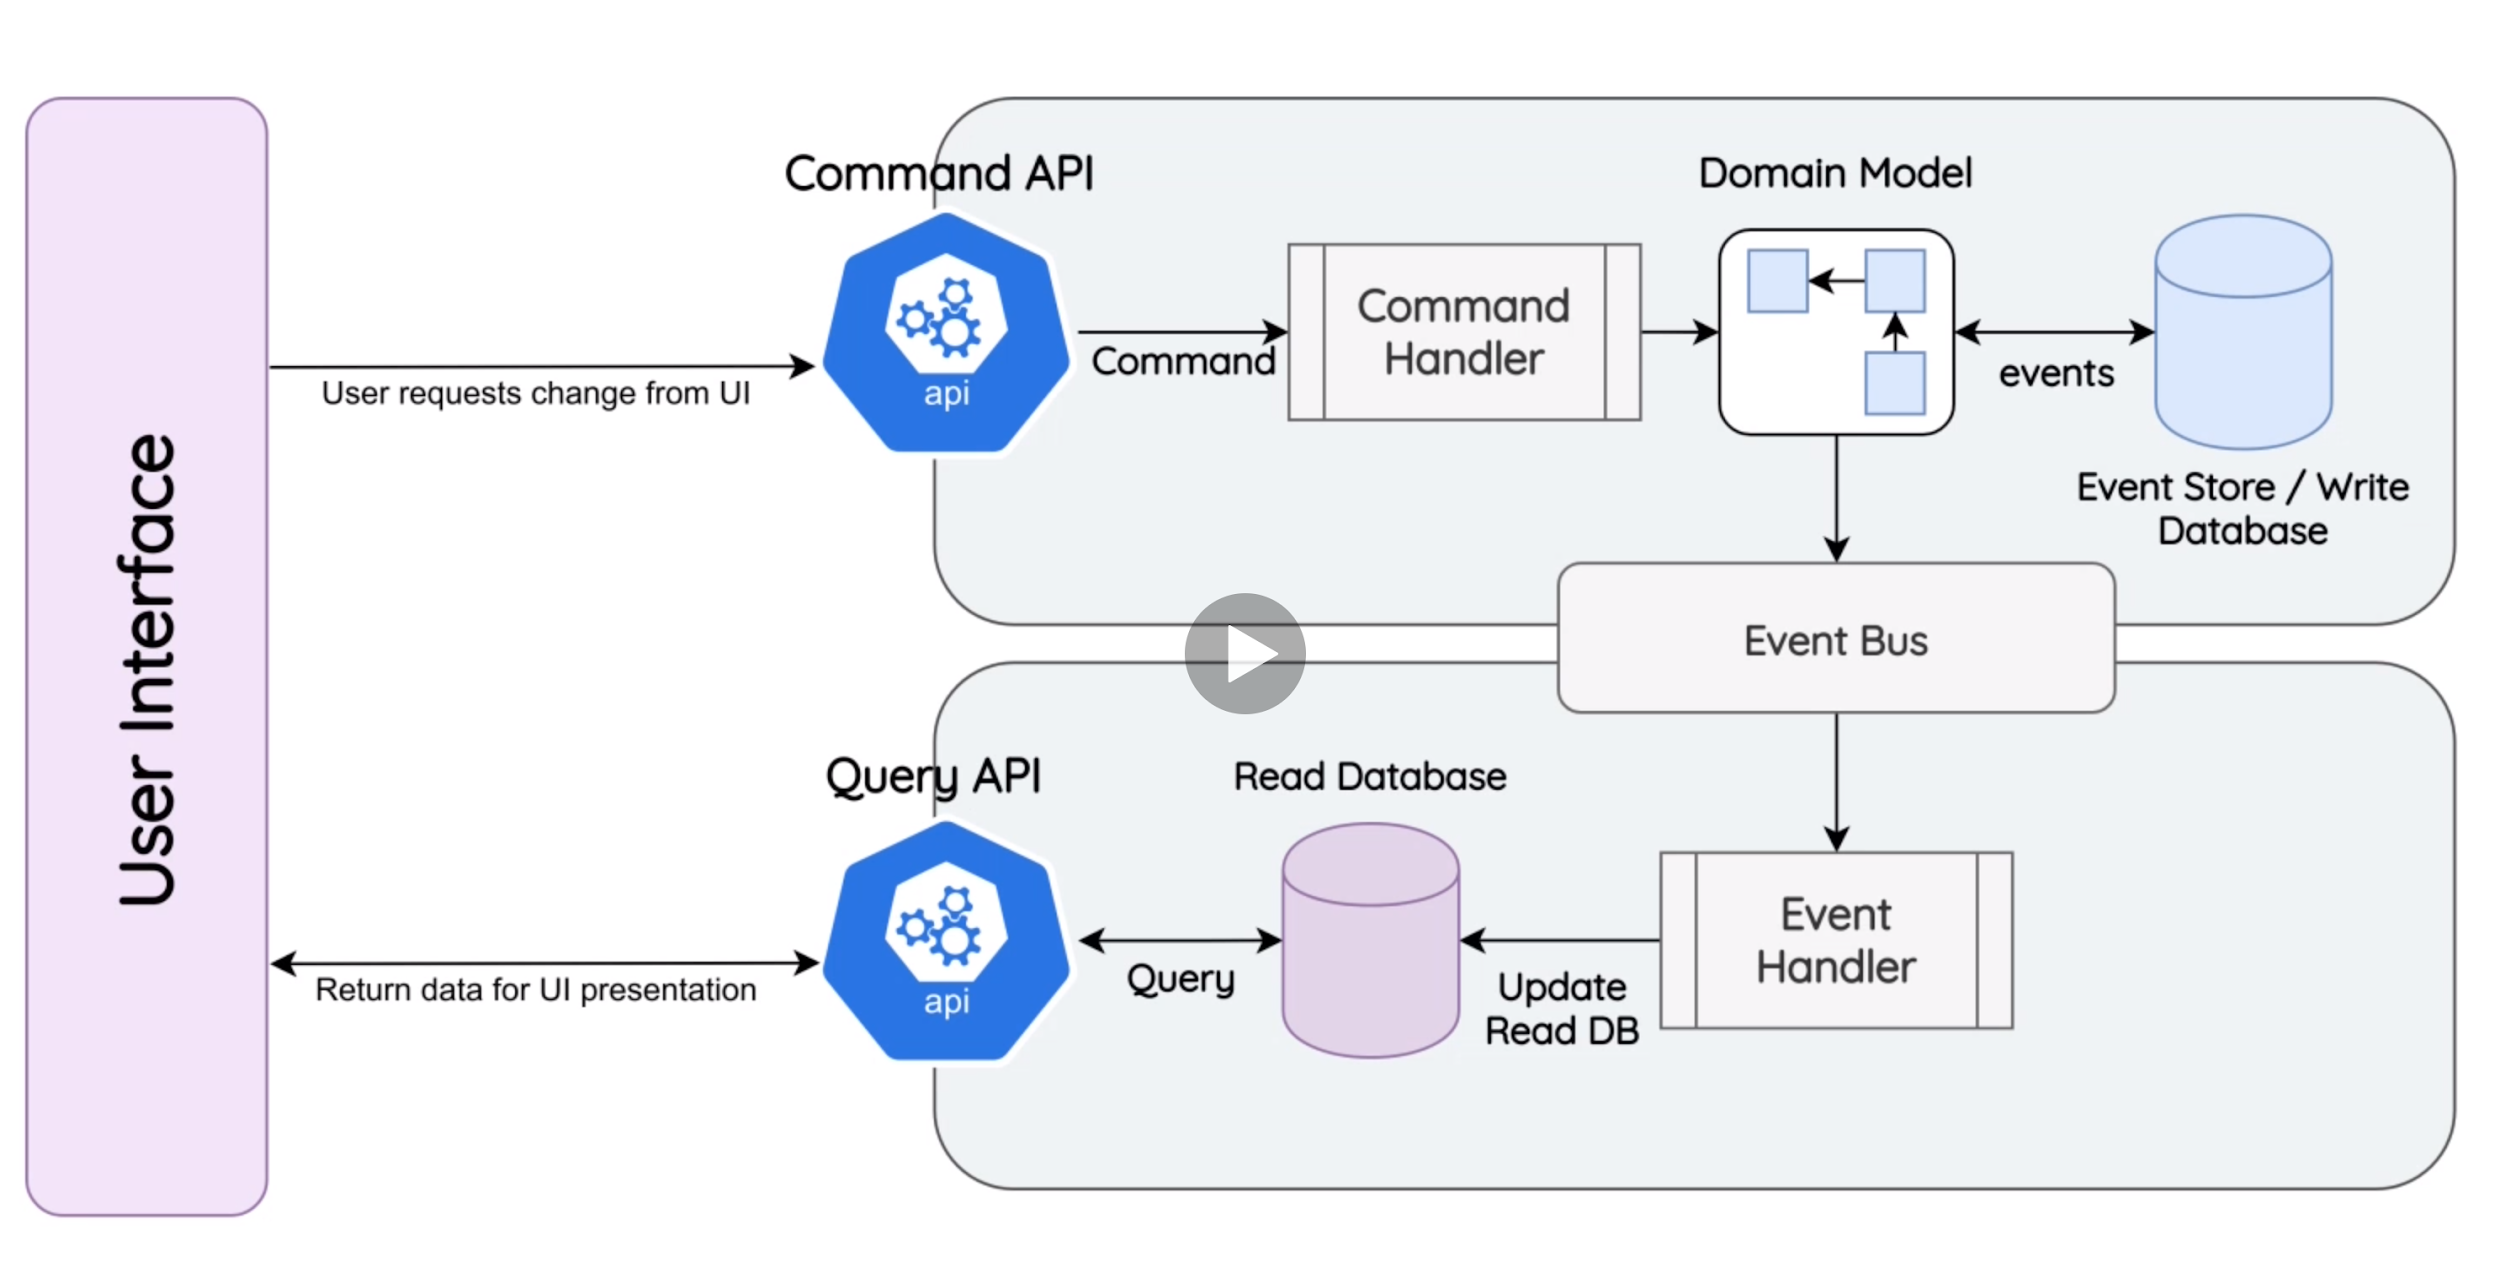 User Interface
User requests change from UI
Command API
api
Command
Command
Handler
Domain Model
events
Event Store / Write
Database
Event Bus
Query API
api
Return data for UI presentation
Query
Read Database
Update
Read DB
Event
Handler